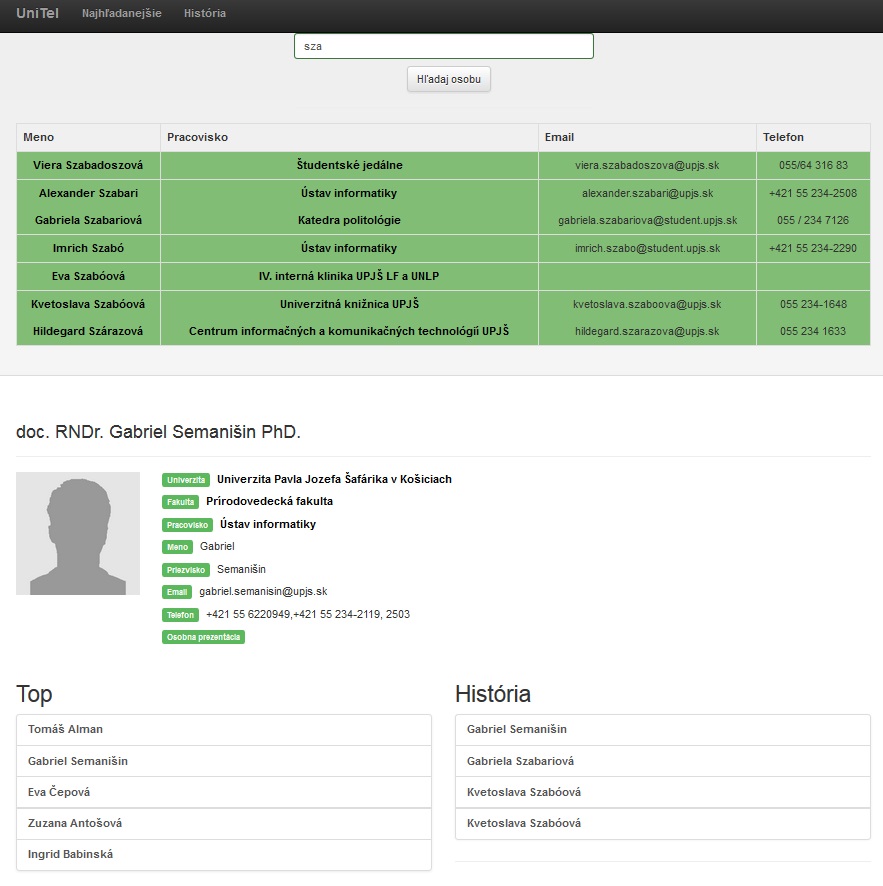 UniTel Najhľadanejšie História
sza
Hľadaj osobu
Meno Pracovisko Email Telefon
Viera Szabadoszová Študentské jedálne viera.szabadoszova@upjs.sk 055/64 316 83
Alexander Szabari Ústav informatiky alexander.szabari@upjs.sk +421 55 234-2508
Gabriela Szabariová Katedra politológie gabriela.szabariova@student.upjs.sk 055 / 234 7126
Imrich Szabó Ústav informatiky imrich.szabo@student.upjs.sk +421 55 234-2290
Eva Szabóová IV. interná klinika UPJŠ LF a UNLP
Kvetoslava Szabóová Univerzitná knižnica UPJŠ kvetoslava.szaboova@upjs.sk 055 234-1648
Hildegard Szárazová Centrum informačných a komunikačných technológií UPJŠ hildegard.szarazova@upjs.sk 055 234 1633
doc. RNDr. Gabriel Semanišin PhD.
Univerzita Univerzita Pavla Jozefa Šafárika v Košiciach
Fakulta Prírodovedecká fakulta
Pracovisko Ústav informatiky
Meno Gabriel
Priezvisko Semanišin
Email gabriel.semanisin@upjs.sk
Telefon +421 55 6220949,+421 55 234-2119, 2503
Osobna prezentácia
Top
Tomáš Alman
Gabriel Semanišin
Eva Čepová
Zuzana Antošová
Ingrid Babinská
História
Gabriel Semanišin
Gabriela Szabariová
Kvetoslava Szabóová
Kvetoslava Szabóová